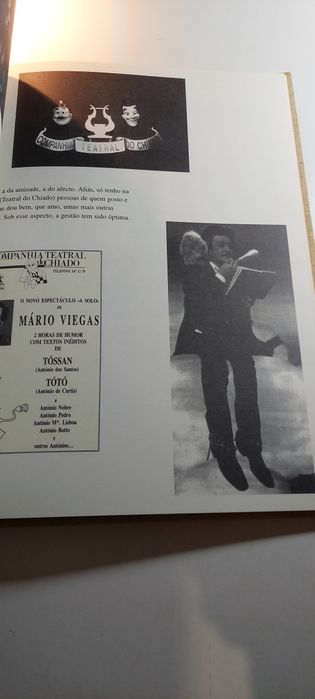 COMPANHIA TEATRAL DO CHIADO
a da amizade, a do afecto. Aliás, só tenho na
(Teatral do Chiado) pessoas de quem gosto e
e dou bem, que amo, umas mais outras
. Sob esse aspecto, a gestão tem sido óptima.
OMPANHIA TEATRAL
CHIADO
TELEFONE
O NOVO ESPECTÁCULO «A SOLO»
DE
MÁRIO VIEGAS
2 HORAS DE HUMOR
COM TEXTOS INÉDITOS
DE
TÓSSAN
(António dos Santos)
TÓTÓ
(António de Curtis)
e
António Nobre
António Pedro
António Mª. Lisboa
António Botto
e
outros Antónios...